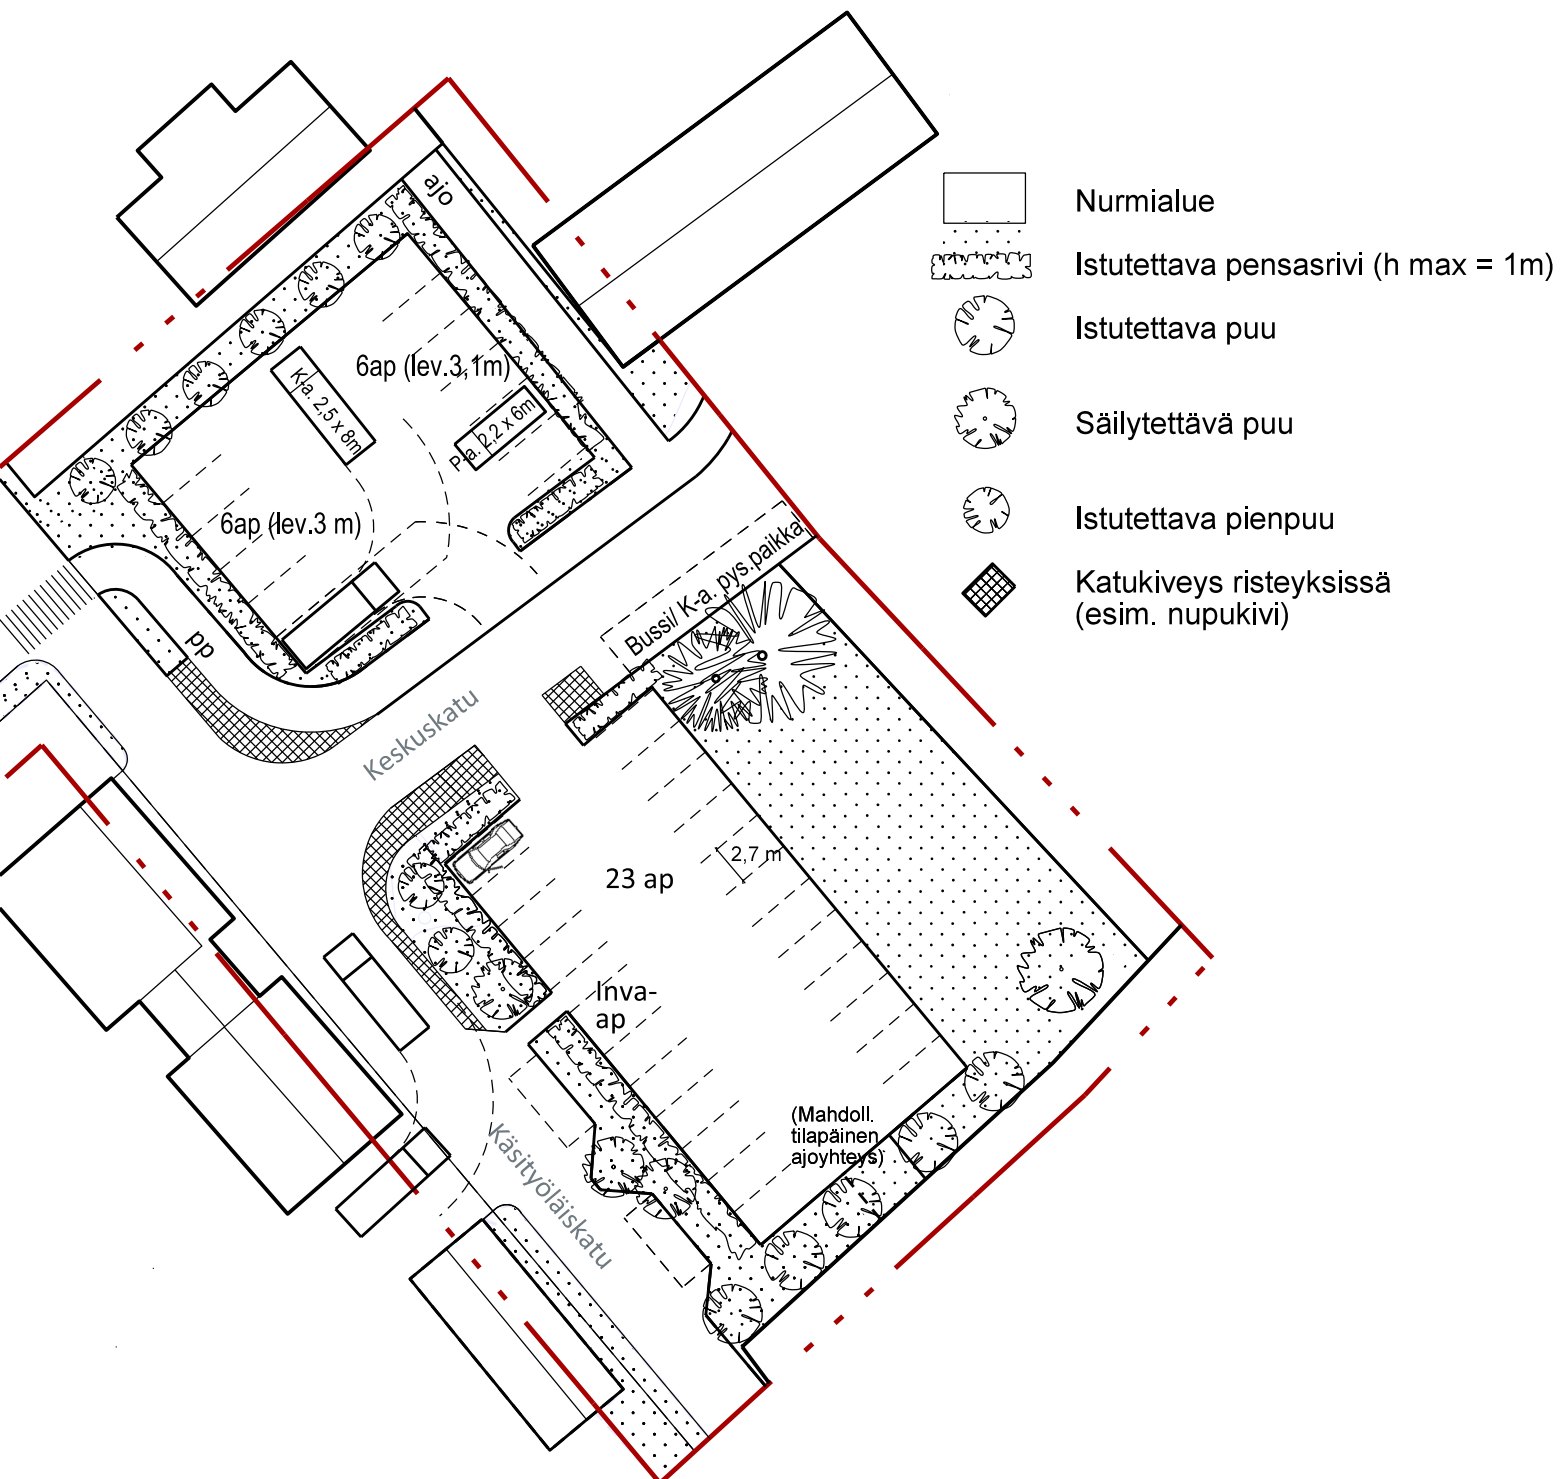 ajo
6ap (lev.3,1m)
K-a. 2,5 x 8m
P-a. 2,2 x 6m
6ap (lev.3 m)
pp
Bussi/ K-a. pys.paikka
Keskuskatu
2,7 m
23 ap
Inva-
ap
(Mahdoll.
tilapäinen
ajoyhteys)
Käsityöläiskatu
Nurmialue
Istutettava pensasrivi (h max = 1m)
Istutettava puu
Säilytettävä puu
Istutettava pienpuu
Katukiveys risteyksissä
(esim. nupukivi)